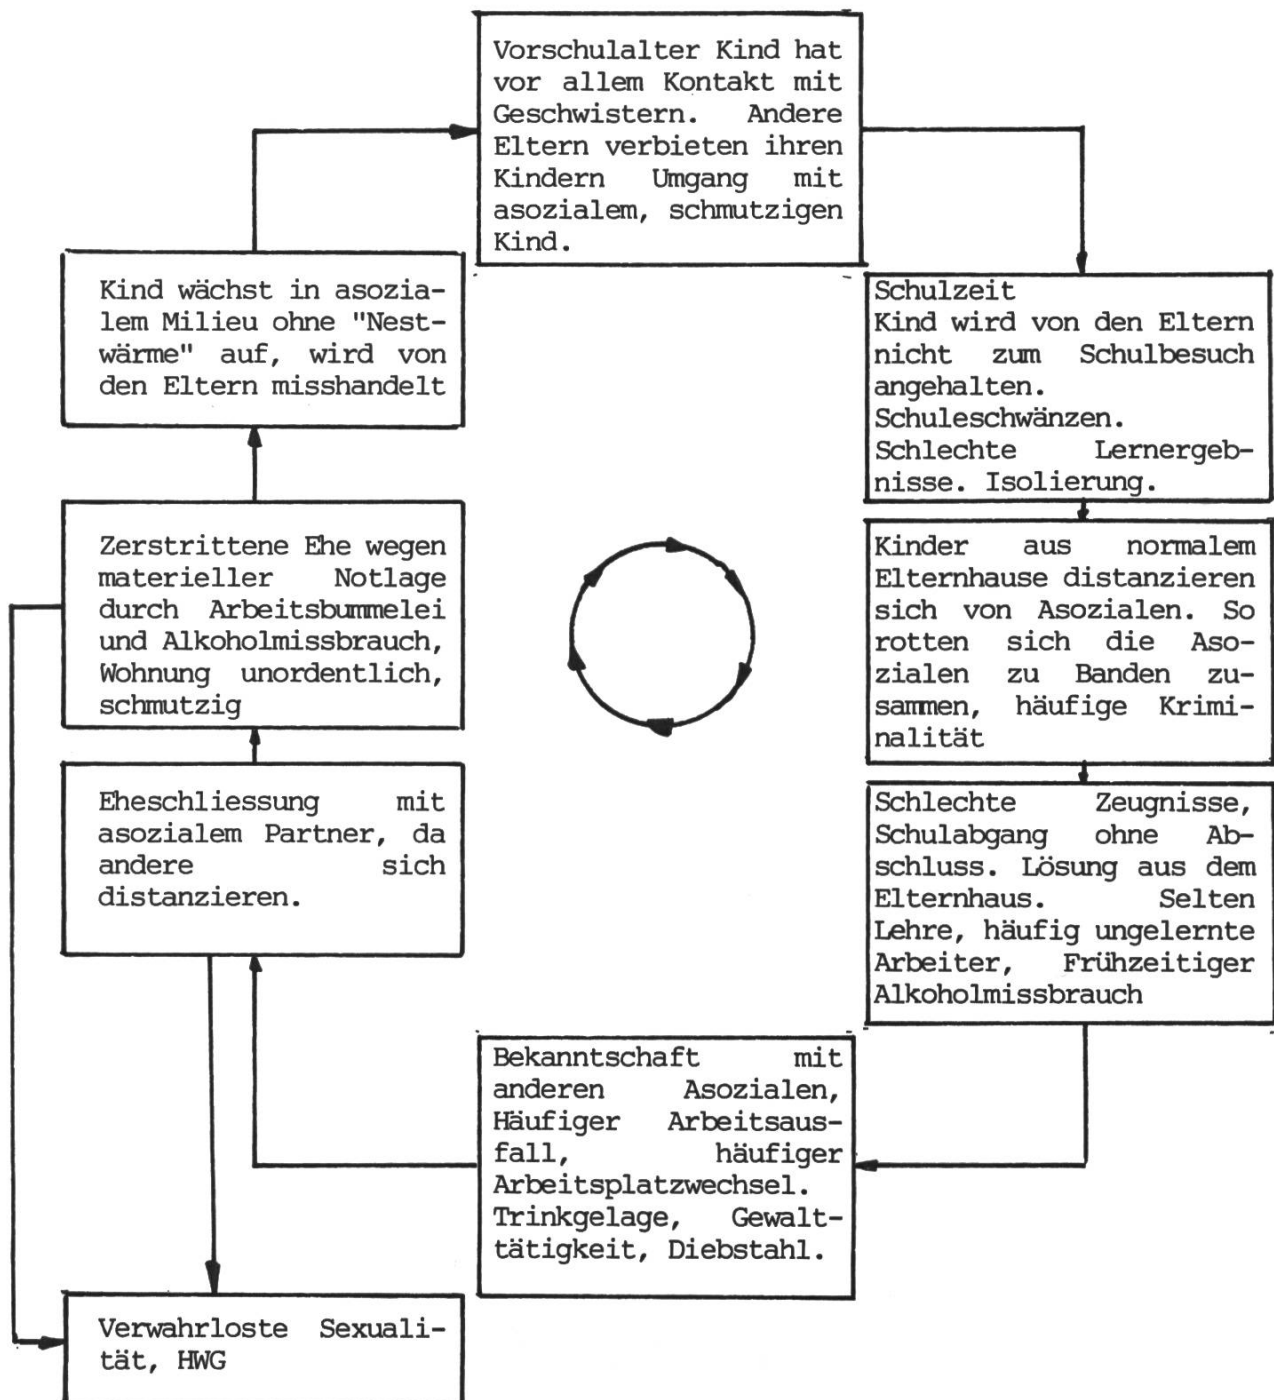 Vorschulalter Kind hat
vor allem Kontakt mit
Geschwistern. Andere
Eltern verbieten ihren
Kindern Umgang mit
asozialem, schmutzigen
Kind.
Schulzeit
Kind wird von den Eltern
nicht zum Schulbesuch
angehalten.
Schuleschwänzen.
Schlechte Lernergeb-
nisse. Isolierung.
Kinder aus normalem
Elternhause distanzieren
sich von Asozialen. So
rotten sich die Aso-
zialen zu Banden zu-
sammen, häufige Krimi-
nalität
Schlechte Zeugnisse,
Schulabgang ohne Ab-
schluss. Lösung aus dem
Elternhaus. Selten
Lehre, häufig ungelernte
Arbeiter, Frühzeitiger
Alkoholmissbrauch
Bekanntschaft mit
anderen Asozialen,
Häufiger Arbeitsaus-
fall, häufiger
Arbeitsplatzwechsel.
Trinkgelage, Gewalt-
tätigkeit, Diebstahl.
Eheschliessung mit
asozialem Partner, da
andere sich
distanzieren.
Zerstrittene Ehe wegen
materieller Notlage
durch Arbeitsbummelei
und Alkoholmissbrauch,
Wohnung unordentlich,
schmutzig
Kind wächst in asozia-
lem Milieu ohne "Nest-
wärme" auf, wird von
den Eltern misshandelt
Verwahrloste Sexuali-
tät, HWG